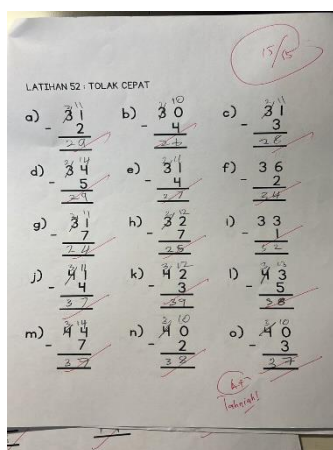 15/15
LATIHAN 52 : TOLAK CEPAT
a) 31 b) 30 c) 31
- 2 - 4 - 3
29 26 28
d) 34 e) 31 f) 36
- 5 - 4 - 2
29 27 34
g) 31 h) 32 i) 33
- 7 - 7 - 1
24 25 32
j) 41 k) 42 l) 43
- 4 - 3 - 5
37 39 38
m) 44 n) 40 o) 40
- 7 - 2 - 3
37 38 37
Tahniah!